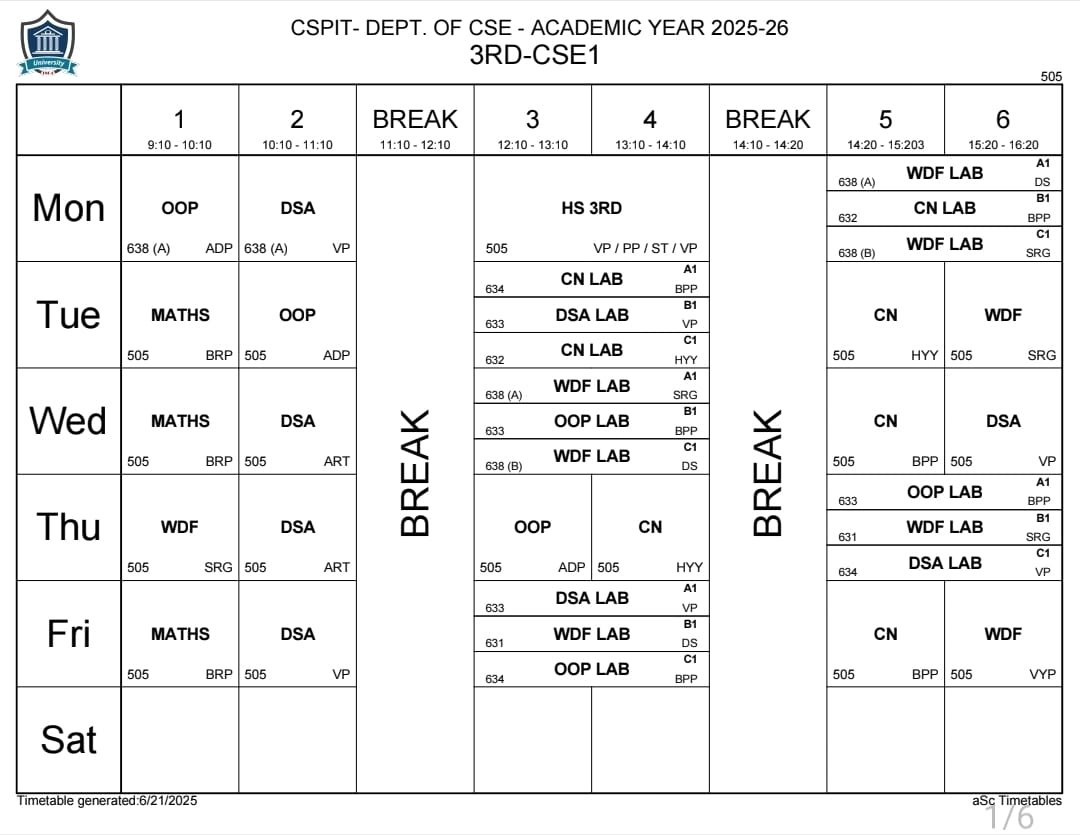 CSPIT- DEPT. OF CSE - ACADEMIC YEAR 2025-26
3RD-CSE1
University
505
1 2 BREAK 3 4 BREAK 5 6
9:10 - 10:10 10:10 - 11:10 11:10 - 12:10 12:10 - 13:10 13:10 - 14:10 14:10 - 14:20 14:20 - 15:203 15:20 - 16:20
Mon
OOP
638 (A) ADP
DSA
638 (A) VP
HS 3RD
505 VP / PP / ST / VP
WDF LAB A1
638 (A) DS
CN LAB B1
632 BPP
WDF LAB C1
638 (B) SRG
Tue
MATHS
505 BRP
OOP
505 ADP
CN LAB A1
634 BPP
DSA LAB B1
633 VP
CN LAB C1
632 HYY
CN
505 HYY
WDF
505 SRG
Wed
MATHS
505 BRP
DSA
505 ART
BREAK
WDF LAB A1
638 (A) SRG
OOP LAB B1
633 BPP
WDF LAB C1
638 (B) DS
BREAK
CN
505 BPP
DSA
505 VP
Thu
WDF
505 SRG
DSA
505 ART
OOP
505 ADP
CN
505 HYY
OOP LAB A1
633 BPP
WDF LAB B1
631 SRG
DSA LAB C1
634 VP
Fri
MATHS
505 BRP
DSA
505 VP
DSA LAB A1
633 VP
WDF LAB B1
631 DS
OOP LAB C1
634 BPP
CN
505 BPP
WDF
505 VYP
Sat
Timetable generated:6/21/2025 aSc Timetables
1/6